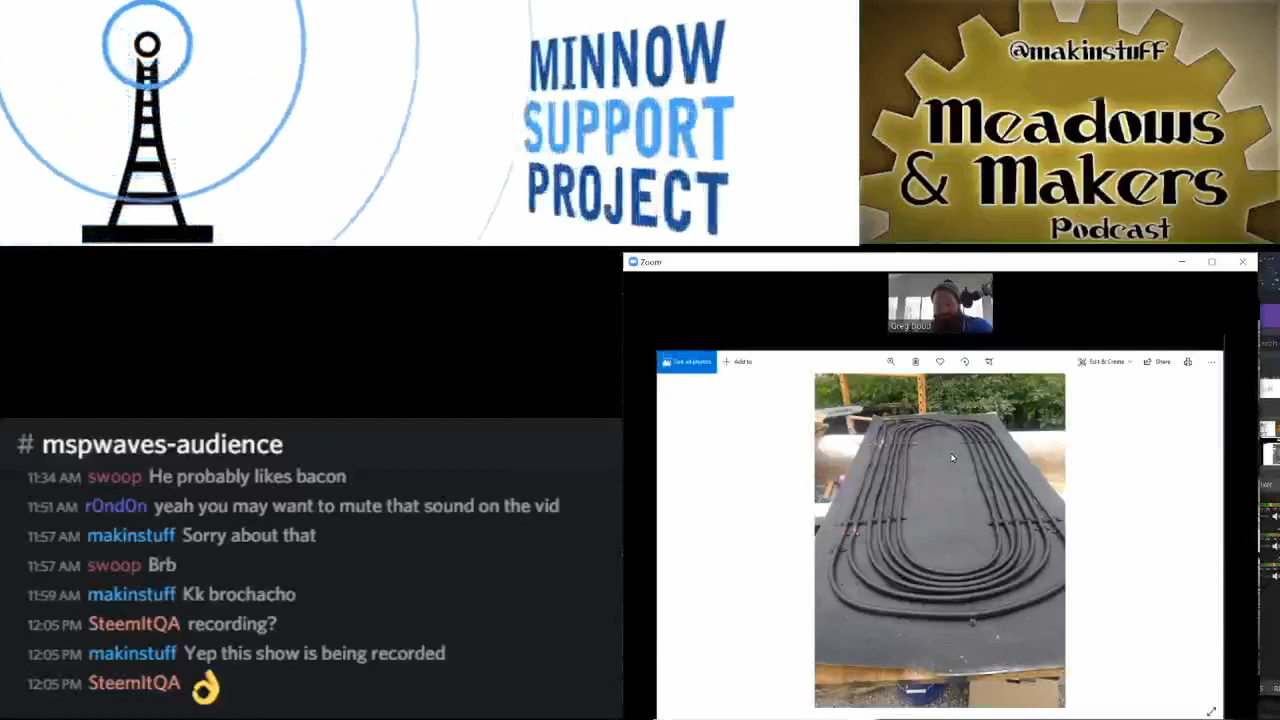 MINNOW
SUPPORT
PROJECT
@makinstuff
Meadows
& Makers
Podcast
Zoom
Greg Doud
See all photos
Add to
Edit & Create
Share
# mspwaves-audience
11:34 AM swoop He probably likes bacon
11:51 AM r0nd0n yeah you may want to mute that sound on the vid
11:57 AM makinstuff Sorry about that
11:57 AM swoop Brb
11:59 AM makinstuff Kk brochacho
12:05 PM SteemItQA recording?
12:05 PM makinstuff Yep this show is being recorded
12:05 PM SteemItQA 👌